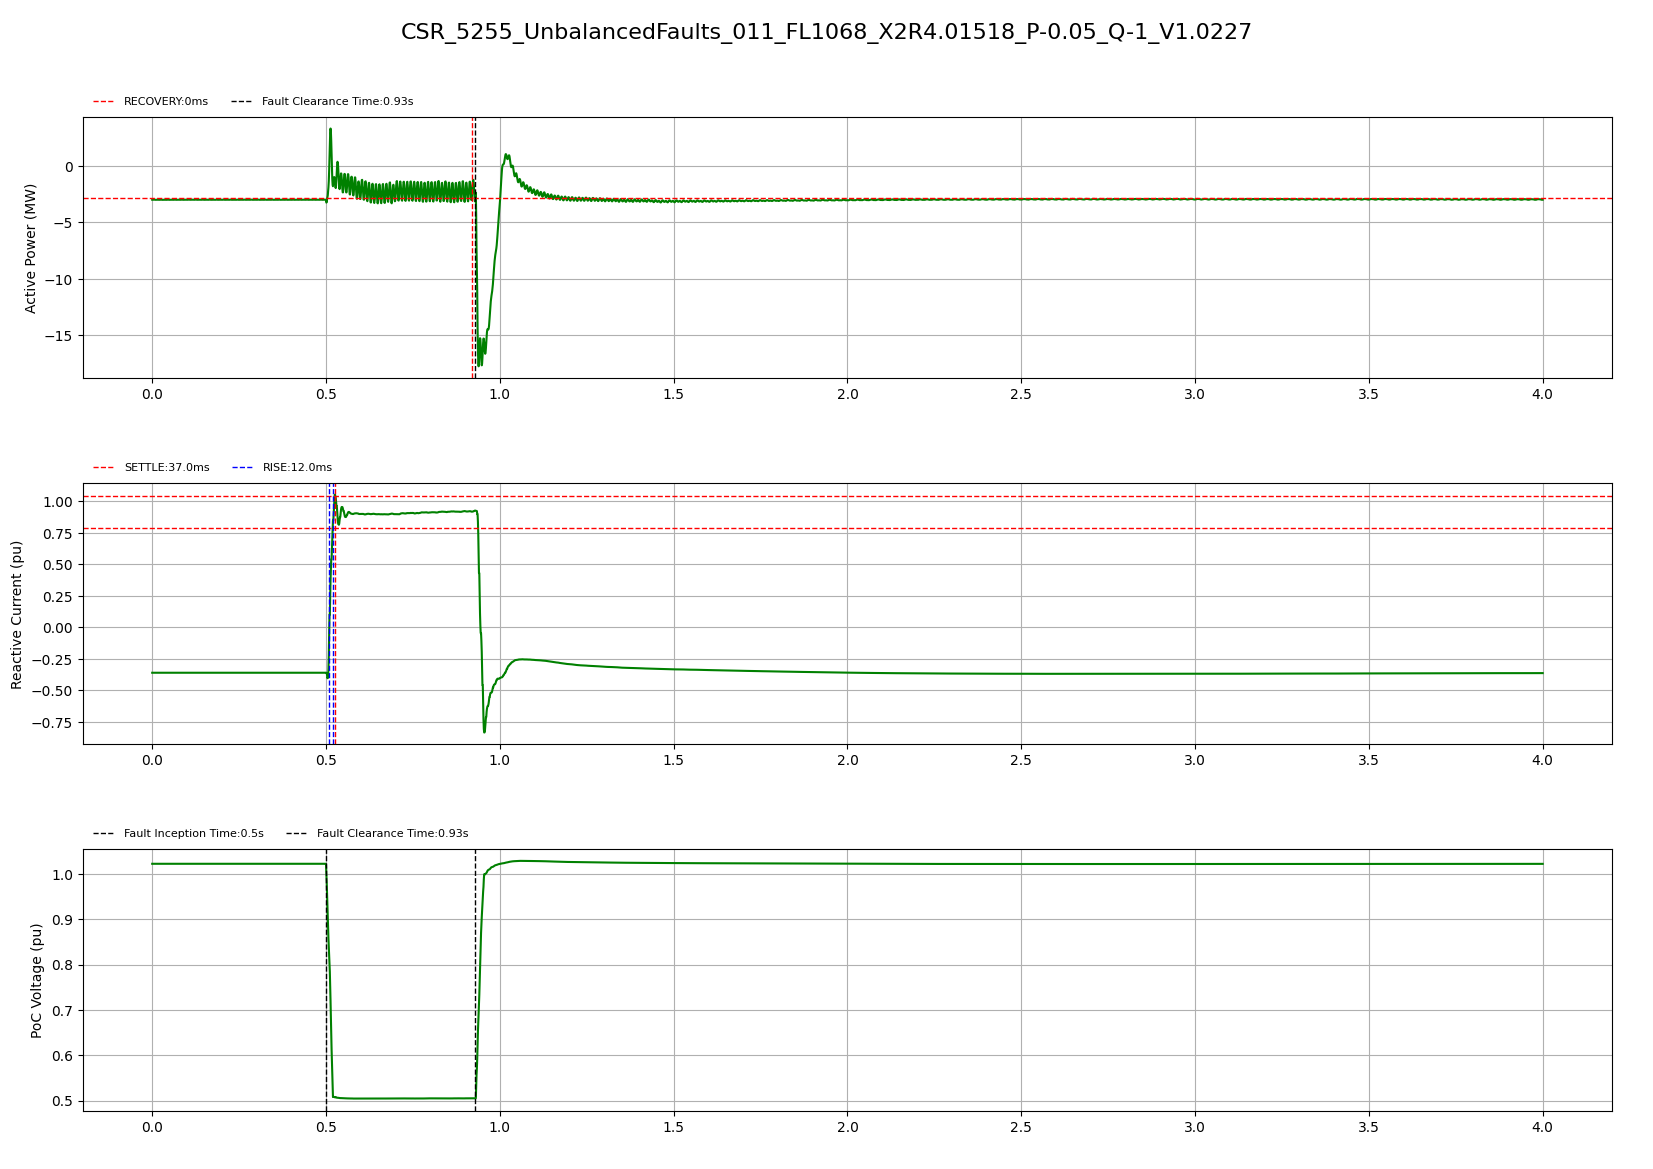 CSR_5255_UnbalancedFaults_011_FL1068_X2R4.01518_P-0.05_Q-1_V1.0227
RECOVERY:0ms Fault Clearance Time:0.93s
Active Power (MW)
0
−5
−10
−15
0.0 0.5 1.0 1.5 2.0 2.5 3.0 3.5 4.0
SETTLE:37.0ms RISE:12.0ms
Reactive Current (pu)
1.00
0.75
0.50
0.25
0.00
−0.25
−0.50
−0.75
0.0 0.5 1.0 1.5 2.0 2.5 3.0 3.5 4.0
Fault Inception Time:0.5s Fault Clearance Time:0.93s
PoC Voltage (pu)
1.0
0.9
0.8
0.7
0.6
0.5
0.0 0.5 1.0 1.5 2.0 2.5 3.0 3.5 4.0